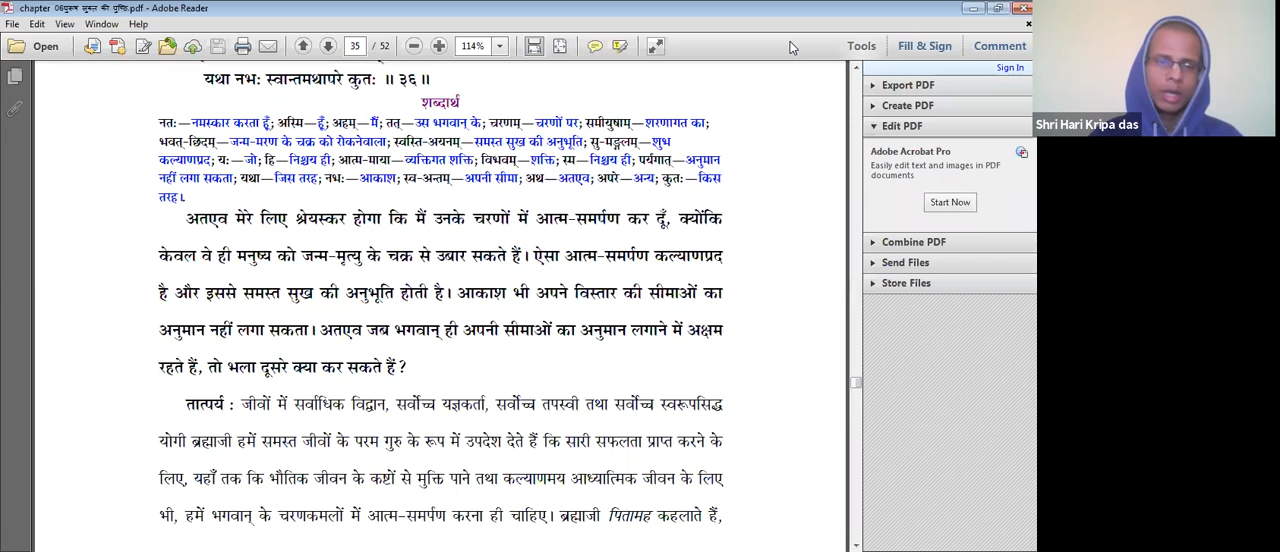 chapter 06पुरुष सूक्त की पुष्टि.pdf - Adobe Reader
File Edit View Window Help
Open 35 / 52 114% Tools Fill & Sign Comment
Sign In
यथा नभः स्वान्तमथापरे कुतः ॥ ३६॥
शब्दार्थ
नतः—नमस्कार करता हूँ; अस्मि—हूँ; अहम्—मैं; तत्—उस भगवान् के; चरणम्—चरणों पर; समीयुषाम्—शरणागत का;
भवत्-छिदम्—जन्म-मरण के चक्र को रोकनेवाला; स्वस्ति-अयनम्—समस्त सुख की अनुभूति; सु-मङ्गलम्—शुभ
कल्याणप्रद; यः—जो; हि—निश्चय ही; आत्म-माया—व्यक्तिगत शक्ति; विभवम्—शक्ति; स्म—निश्चय ही; पर्यगात्—अनुमान
नहीं लगा सकता; यथा—जिस तरह; नभः—आकाश; स्व-अन्तम्—अपनी सीमा; अथ—अतएव; अपरे—अन्य; कुतः—किस
तरह।
अतएव मेरे लिए श्रेयस्कर होगा कि मैं उनके चरणों में आत्म-समर्पण कर दूँ, क्योंकि
केवल वे ही मनुष्य को जन्म-मृत्यु के चक्र से उबार सकते हैं। ऐसा आत्म-समर्पण कल्याणप्रद
है और इससे समस्त सुख की अनुभूति होती है। आकाश भी अपने विस्तार की सीमाओं का
अनुमान नहीं लगा सकता। अतएव जब भगवान् ही अपनी सीमाओं का अनुमान लगाने में अक्षम
रहते हैं, तो भला दूसरे क्या कर सकते हैं?
तात्पर्य : जीवों में सर्वाधिक विद्वान, सर्वोच्च यज्ञकर्ता, सर्वोच्च तपस्वी तथा सर्वोच्च स्वरूपसिद्ध
योगी ब्रह्माजी हमें समस्त जीवों के परम गुरु के रूप में उपदेश देते हैं कि सारी सफलता प्राप्त करने के
लिए, यहाँ तक कि भौतिक जीवन के कष्टों से मुक्ति पाने तथा कल्याणमय आध्यात्मिक जीवन के लिए
भी, हमें भगवान् के चरणकमलों में आत्म-समर्पण करना ही चाहिए। ब्रह्माजी पितामह कहलाते हैं,
Export PDF
Create PDF
Edit PDF
Adobe Acrobat Pro
Easily edit text and images in PDF
documents
Start Now
Combine PDF
Send Files
Store Files
Shri Hari Kripa das